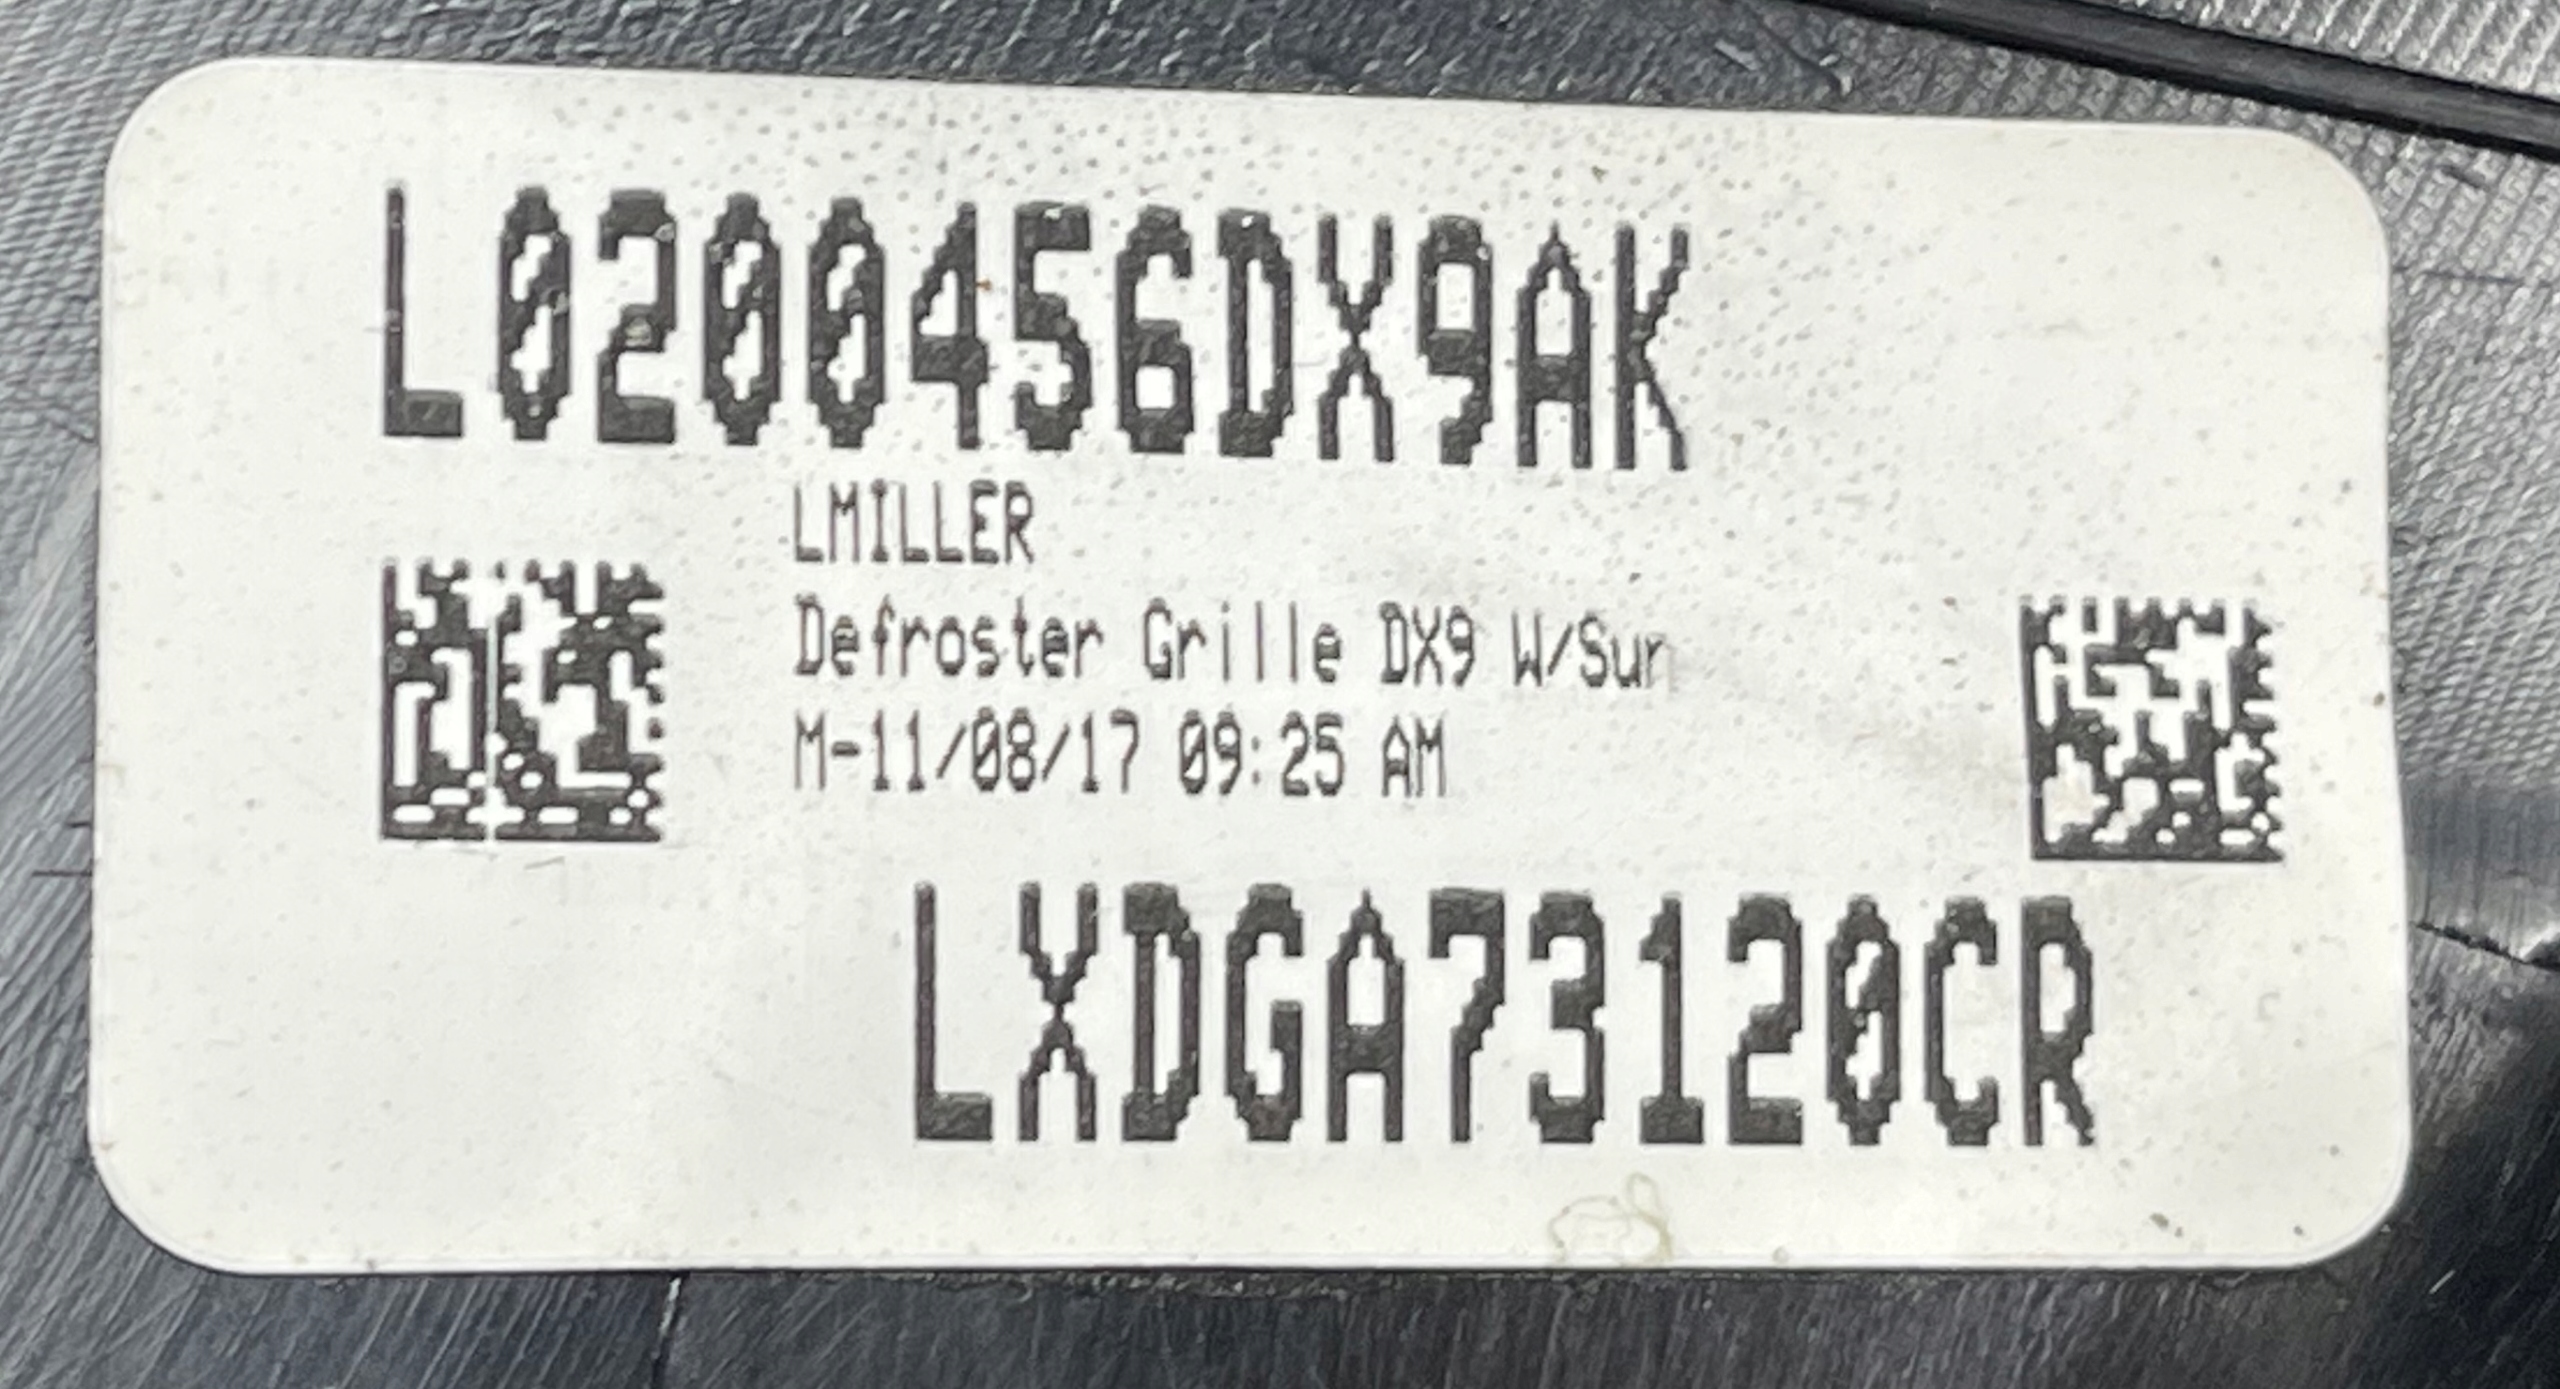 L0200456DX9AK
LMILLER
Defroster Grille DX9 W/Sun
M-11/08/17 09:25 AM
LXDGA73120CR